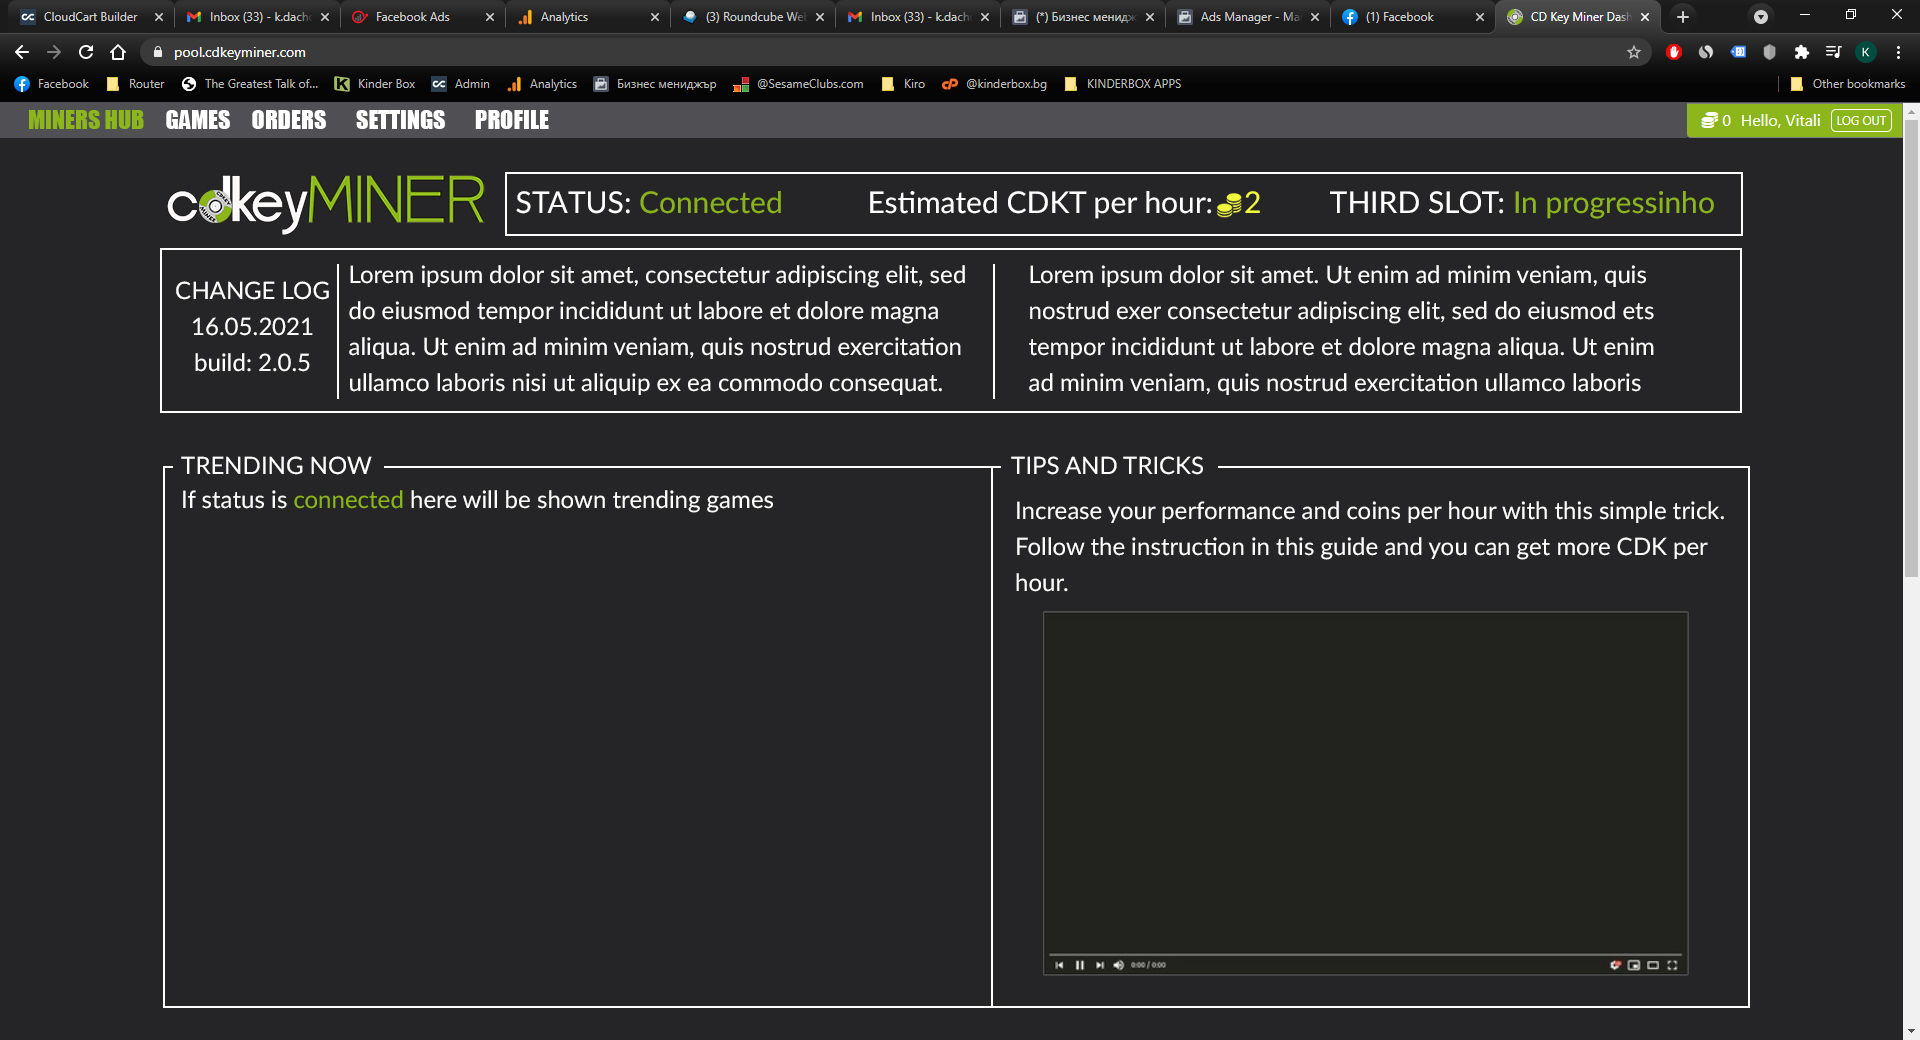 CloudCart Builder
Inbox (33) - k.dach
Facebook Ads
Analytics
(3) Roundcube We
Inbox (33) - k.dach
(*) Бизнес менидж
Ads Manager - Ma
(1) Facebook
CD Key Miner Dash
pool.cdkeyminer.com
K
Facebook
Router
The Greatest Talk of...
Kinder Box
Admin
Analytics
Бизнес мениджър
@SesameClubs.com
Kiro
@kinderbox.bg
KINDERBOX APPS
Other bookmarks
MINERS HUB GAMES ORDERS SETTINGS PROFILE
0 Hello, Vitali LOG OUT
cdkeyMINER
STATUS: Connected
Estimated CDKT per hour: 2
THIRD SLOT: In progressinho
CHANGE LOG
16.05.2021
build: 2.0.5
Lorem ipsum dolor sit amet, consectetur adipiscing elit, sed
do eiusmod tempor incididunt ut labore et dolore magna
aliqua. Ut enim ad minim veniam, quis nostrud exercitation
ullamco laboris nisi ut aliquip ex ea commodo consequat.
Lorem ipsum dolor sit amet. Ut enim ad minim veniam, quis
nostrud exer consectetur adipiscing elit, sed do eiusmod ets
tempor incididunt ut labore et dolore magna aliqua. Ut enim
ad minim veniam, quis nostrud exercitation ullamco laboris
TRENDING NOW
If status is connected here will be shown trending games
TIPS AND TRICKS
Increase your performance and coins per hour with this simple trick.
Follow the instruction in this guide and you can get more CDK per
hour.
0:00 / 0:00